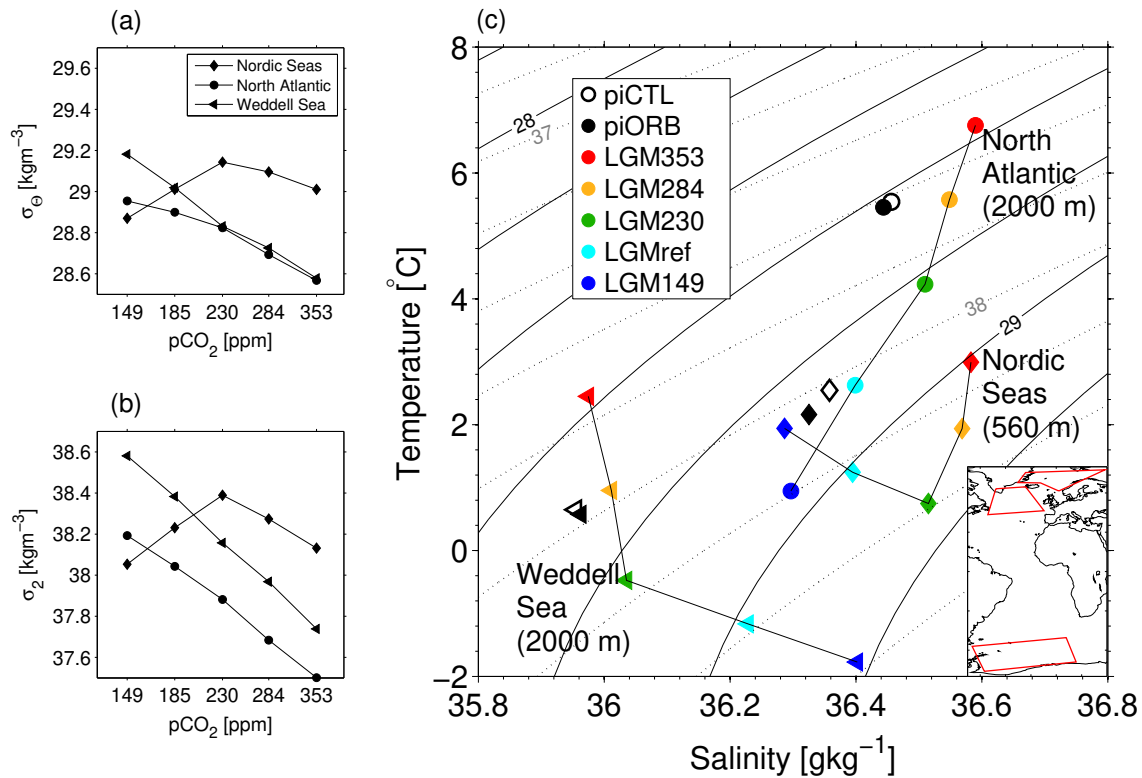 (a)
29.6
29.4
29.2
29
28.8
28.6
σ_Θ [kgm⁻³]
Nordic Seas
North Atlantic
Weddell Sea
149 185 230 284 353
pCO₂ [ppm]
(b)
38.6
38.4
38.2
38
37.8
37.6
σ₂ [kgm⁻³]
149 185 230 284 353
pCO₂ [ppm]
(c)
8
6
4
2
0
−2
Temperature [°C]
piCTL
piORB
LGM353
LGM284
LGM230
LGMref
LGM149
28
37
38
29
North
Atlantic
(2000 m)
Nordic
Seas
(560 m)
Weddell
Sea
(2000 m)
35.8 36 36.2 36.4 36.6 36.8
Salinity [gkg⁻¹]